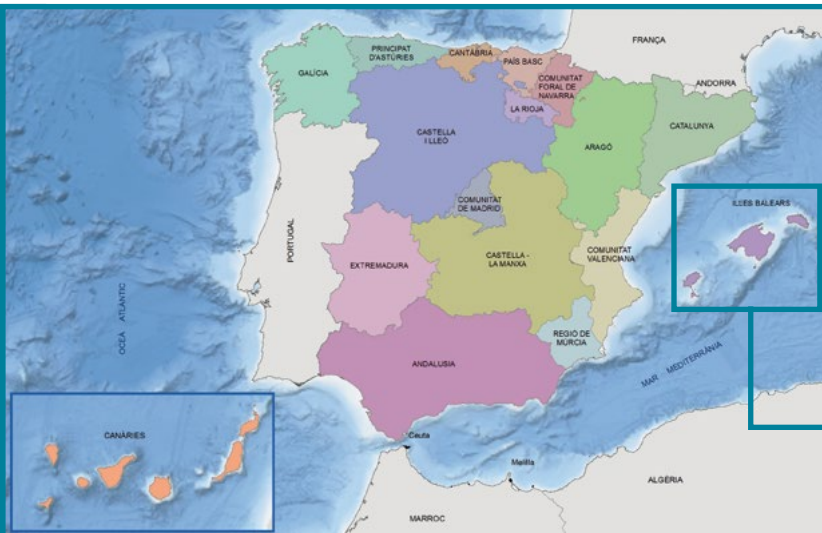 FRANÇA
PRINCIPAT
D'ASTÚRIES
CANTÀBRIA
PAÍS BASC
GALÍCIA
COMUNITAT
FORAL DE
NAVARRA
ANDORRA
LA RIOJA
CATALUNYA
CASTELLA
I LLEÓ
ARAGÓ
COMUNITAT
DE MADRID
ILLES BALEARS
PORTUGAL
EXTREMADURA
CASTELLA -
LA MANXA
COMUNITAT
VALENCIANA
OCEÀ ATLÀNTIC
REGIÓ DE
MÚRCIA
ANDALUSIA
MAR MEDITERRÀNIA
CANÀRIES
Ceuta
Melilla
ALGÈRIA
MARROC